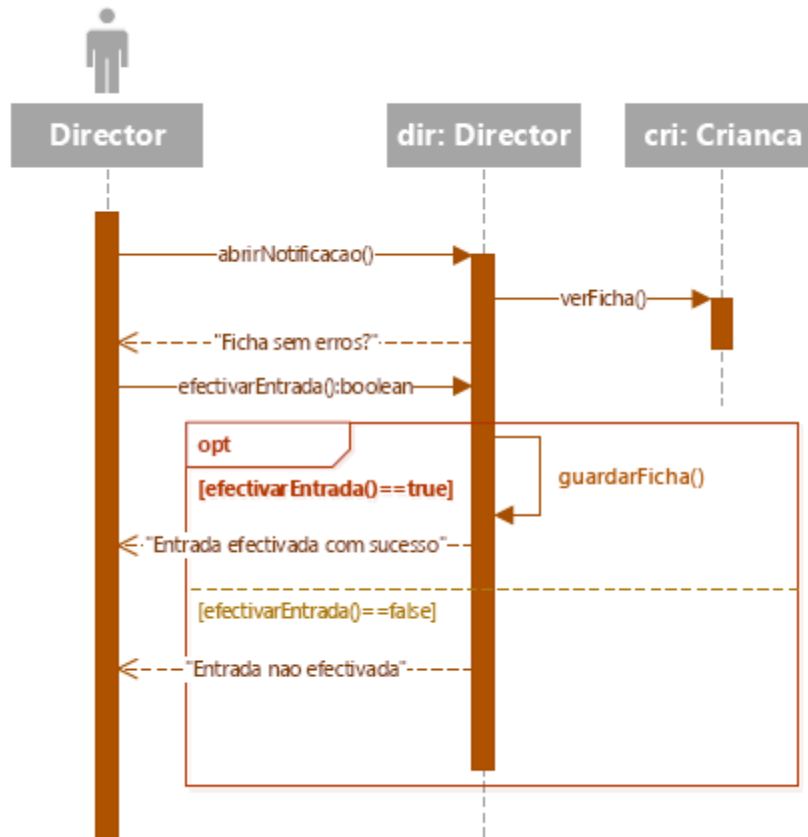 Director
dir: Director
cri: Crianca
abrirNotificacao()
verFicha()
"Ficha sem erros?"
efectivarEntrada():boolean
opt
guardarFicha()
[efectivarEntrada()==true]
"Entrada efectivada com sucesso"
[efectivarEntrada()==false]
"Entrada nao efectivada"